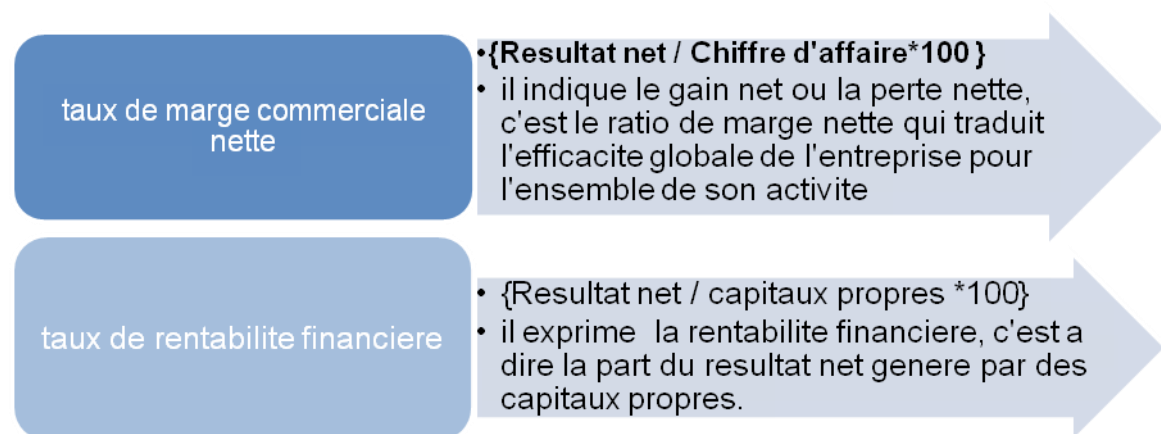 taux de marge commerciale
nette
•{Resultat net / Chiffre d'affaire*100 }
• il indique le gain net ou la perte nette,
c'est le ratio de marge nette qui traduit
l'efficacite globale de l'entreprise pour
l'ensemble de son activite
taux de rentabilite financiere
• {Resultat net / capitaux propres *100}
• il exprime la rentabilite financiere, c'est a
dire la part du resultat net genere par des
capitaux propres.